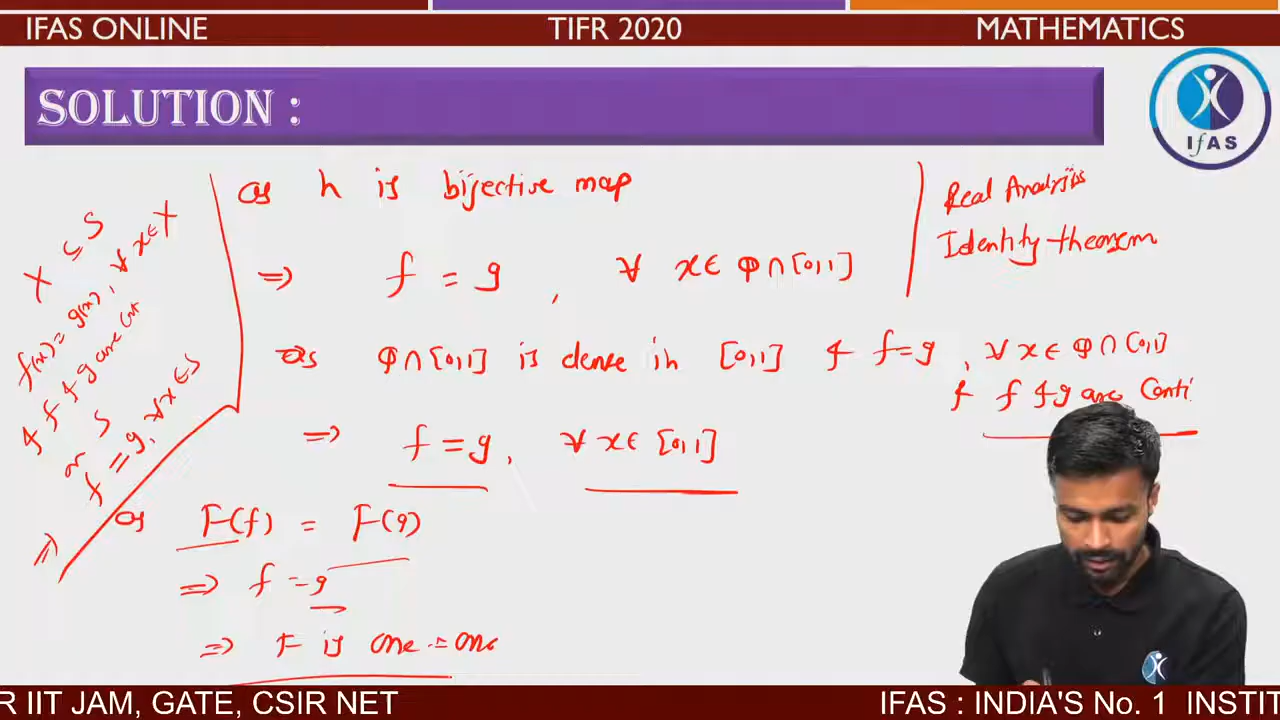 IFAS ONLINE
TIFR 2020
MATHEMATICS
SOLUTION :
IfAS
as h is bijective map
⇒ f = g , ∀ x ∈ Q ∩ [0,1]
Real Analysis
Identity theorem
as Q ∩ [0,1] is dense in [0,1] & f = g , ∀ x ∈ Q ∩ [0,1]
& f & g are Conti.
⇒ f = g , ∀ x ∈ [0,1]
X ⊆ S
f(x) = g(x), ∀ x ∈ X
& f & g are cnt
on S
⇒ f = g, ∀ x ∈ S
as F(f) = F(g)
⇒ f = g
⇒ F is one-one
R IIT JAM, GATE, CSIR NET
IFAS : INDIA'S No. 1 INSTIT